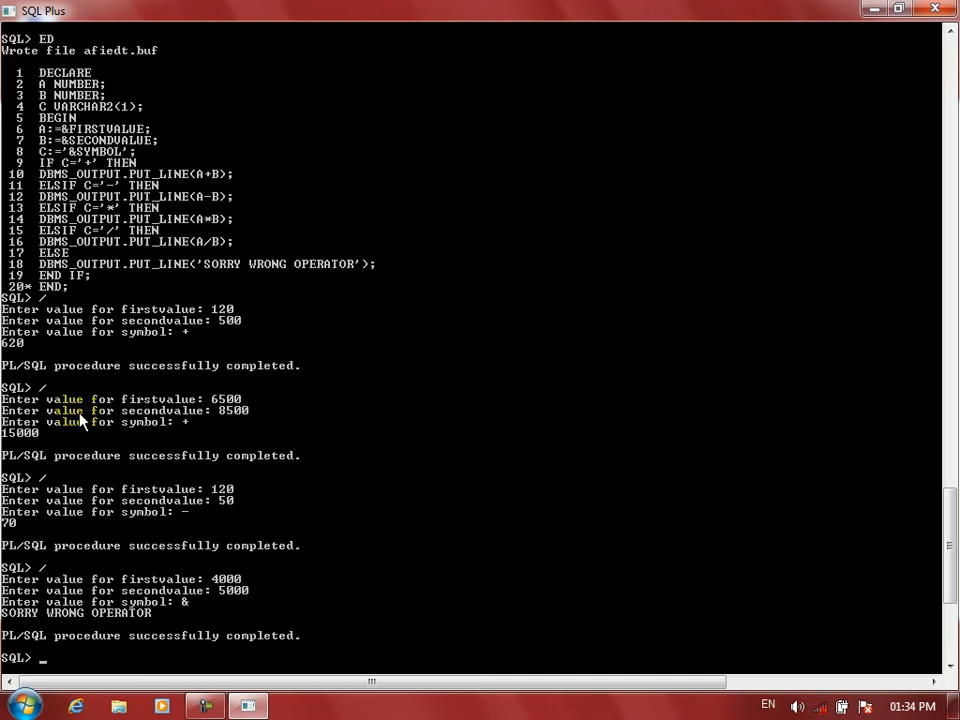 SQL Plus
SQL> ED
Wrote file afiedt.buf
1 DECLARE
2 A NUMBER;
3 B NUMBER;
4 C VARCHAR2(1);
5 BEGIN
6 A:=&FIRSTVALUE;
7 B:=&SECONDVALUE;
8 C:='&SYMBOL';
9 IF C='+' THEN
10 DBMS_OUTPUT.PUT_LINE(A+B);
11 ELSIF C='-' THEN
12 DBMS_OUTPUT.PUT_LINE(A-B);
13 ELSIF C='*' THEN
14 DBMS_OUTPUT.PUT_LINE(A*B);
15 ELSIF C='/' THEN
16 DBMS_OUTPUT.PUT_LINE(A/B);
17 ELSE
18 DBMS_OUTPUT.PUT_LINE('SORRY WRONG OPERATOR');
19 END IF;
20* END;
SQL> /
Enter value for firstvalue: 120
Enter value for secondvalue: 500
Enter value for symbol: +
620
PL/SQL procedure successfully completed.
SQL> /
Enter value for firstvalue: 6500
Enter value for secondvalue: 8500
Enter value for symbol: +
15000
PL/SQL procedure successfully completed.
SQL> /
Enter value for firstvalue: 120
Enter value for secondvalue: 50
Enter value for symbol: -
70
PL/SQL procedure successfully completed.
SQL> /
Enter value for firstvalue: 4000
Enter value for secondvalue: 5000
Enter value for symbol: &
SORRY WRONG OPERATOR
PL/SQL procedure successfully completed.
SQL> _
EN 01:34 PM